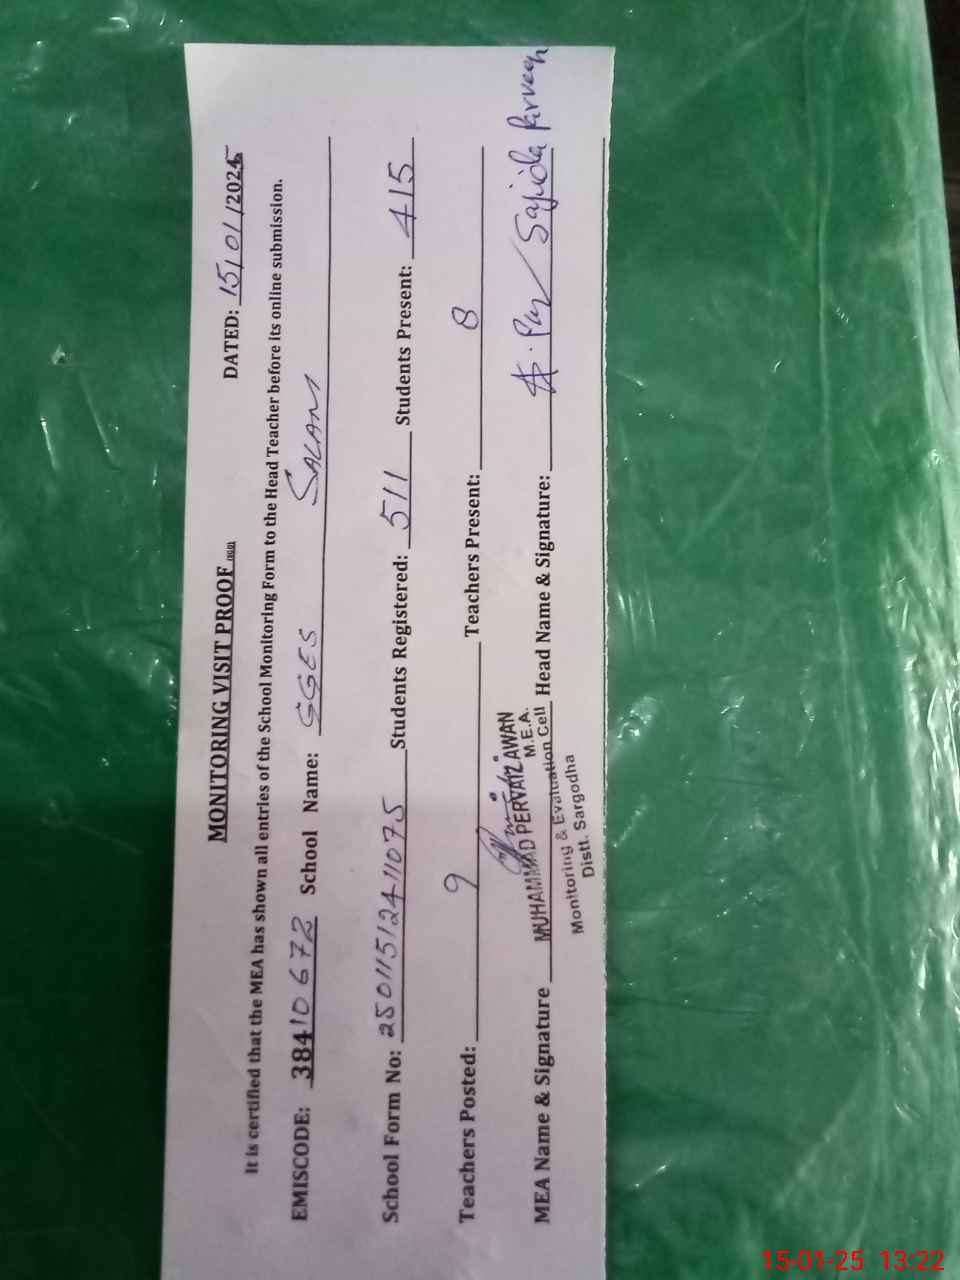 MONITORING VISIT PROOF
DATED: 15/01/2025
It is certified that the MEA has shown all entries of the School Monitoring Form to the Head Teacher before its online submission.
EMISCODE: 38410672 School Name: GGES SALAM
School Form No: 25011512411075 Students Registered: 511 Students Present: 415
Teachers Posted: 9 Teachers Present: 8
MEA Name & Signature MUHAMMAD PERVAIZ AWAN Head Name & Signature: Sajida Parveen
M.E.A.
Monitoring & Evaluation Cell
Distt. Sargodha
15-01-25 13:22